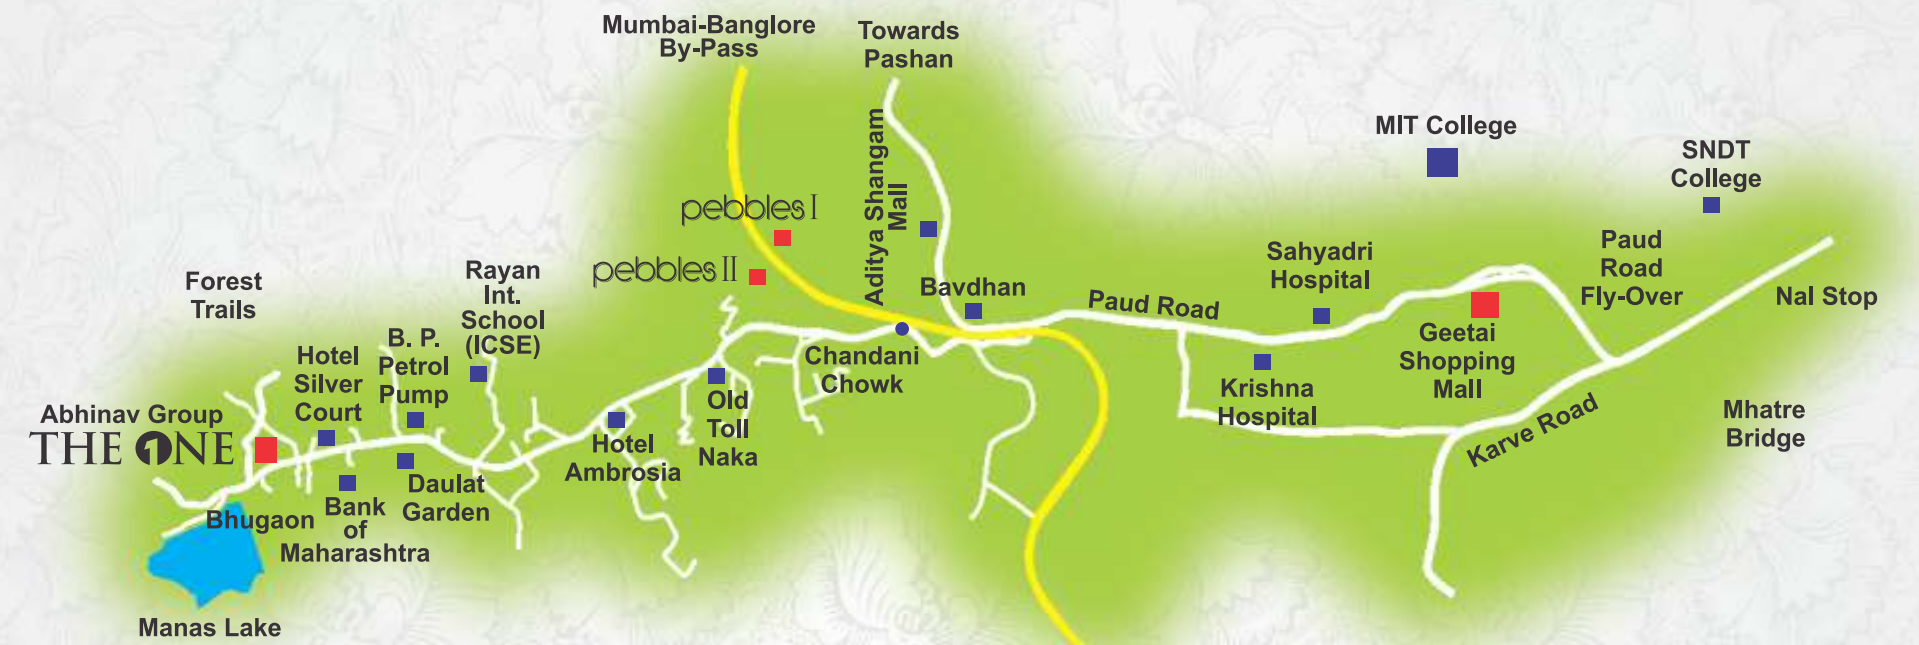 Mumbai-Banglore
By-Pass
Towards
Pashan
Aditya Shangam
Mall
MIT College
SNDT
College
pebbles I
pebbles II
Forest
Trails
Rayan
Int.
School
(ICSE)
Bavdhan
Paud Road
Sahyadri
Hospital
Paud
Road
Fly-Over
Nal Stop
Hotel
Silver
Court
B. P.
Petrol
Pump
Chandani
Chowk
Geetai
Shopping
Mall
Krishna
Hospital
Old
Toll
Naka
Abhinav Group
THE 1NE
Hotel
Ambrosia
Karve Road
Mhatre
Bridge
Bhugaon
Bank
of
Maharashtra
Daulat
Garden
Manas Lake